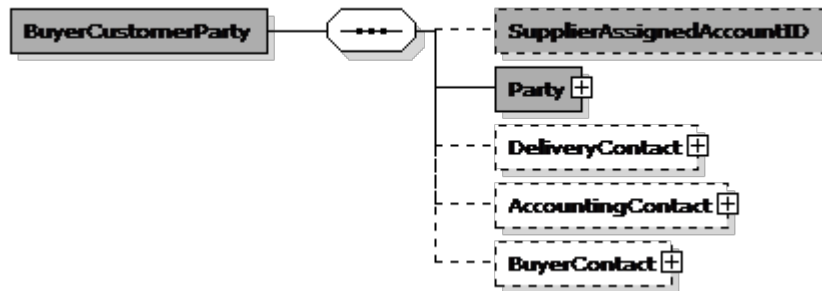 BuyerCustomerParty
SupplierAssignedAccountID
Party
DeliveryContact
AccountingContact
BuyerContact